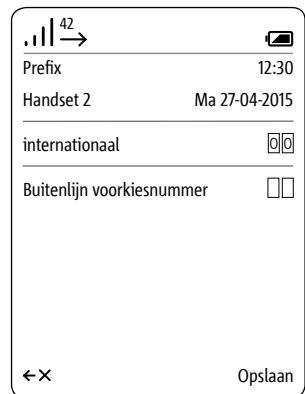 42
Prefix 12:30
Handset 2 Ma 27-04-2015
internationaal 00
Buitenlijn voorkiesnummer
Opslaan